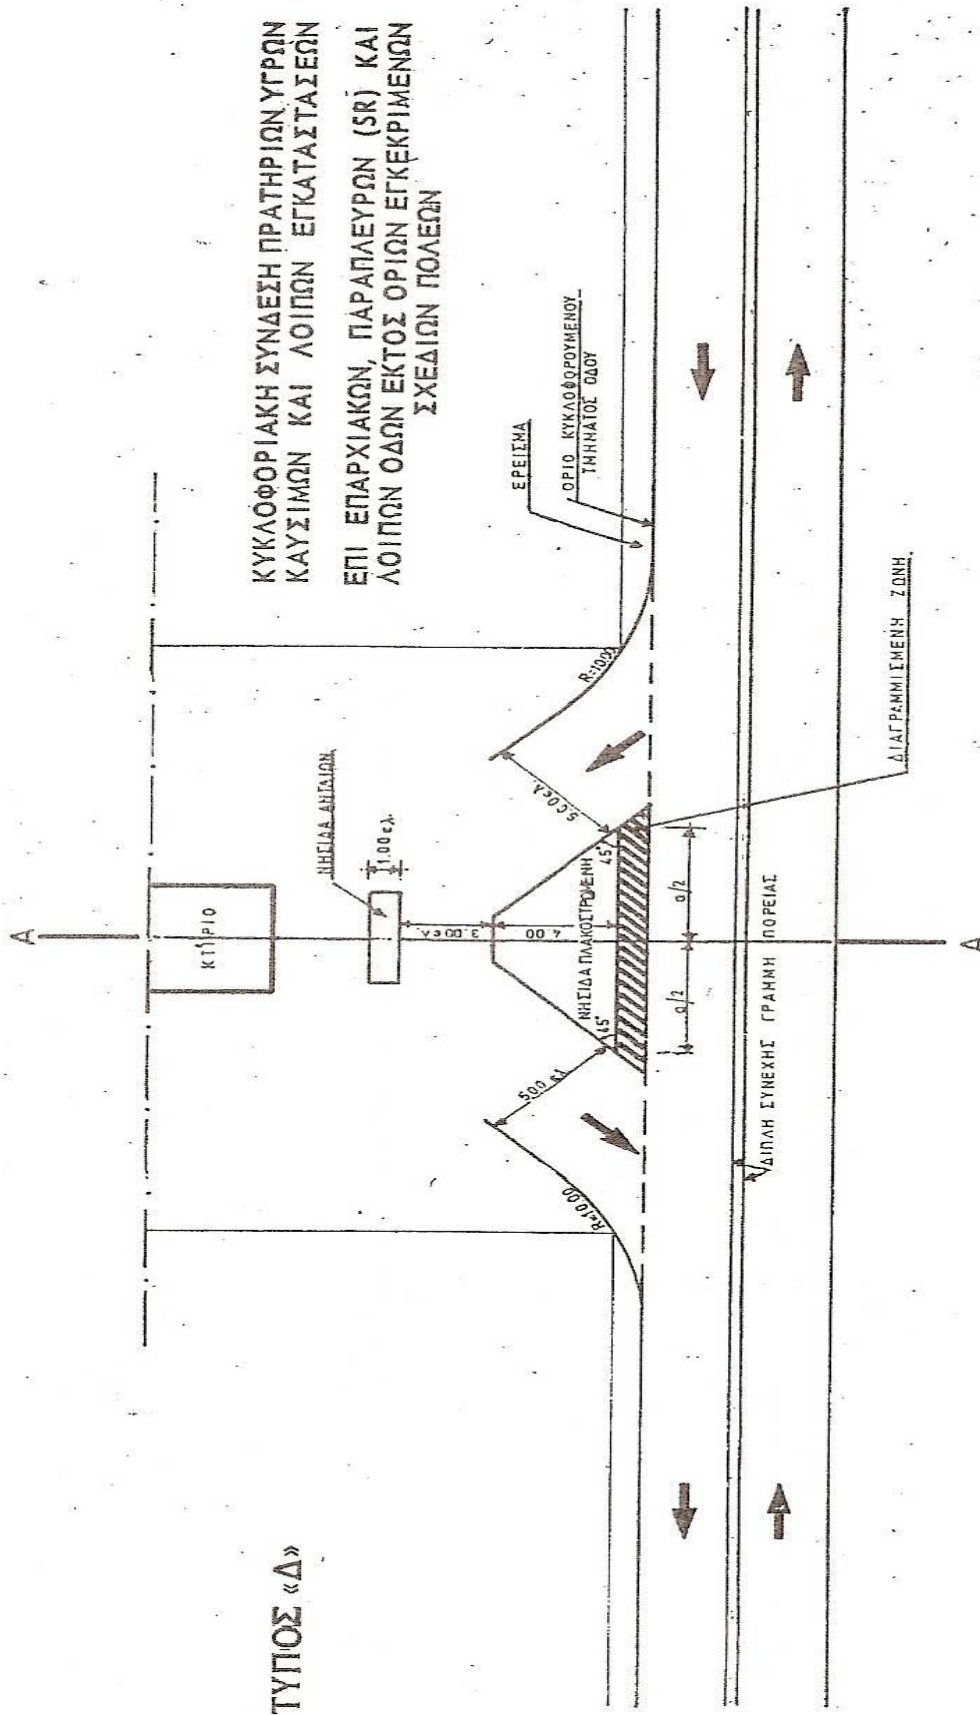 ΤΥΠΟΣ «Δ»
ΚΥΚΛΟΦΟΡΙΑΚΗ ΣΥΝΔΕΣΗ ΠΡΑΤΗΡΙΩΝ ΥΓΡΩΝ
ΚΑΥΣΙΜΩΝ ΚΑΙ ΛΟΙΠΩΝ ΕΓΚΑΤΑΣΤΑΣΕΩΝ
ΕΠΙ ΕΠΑΡΧΙΑΚΩΝ, ΠΑΡΑΠΛΕΥΡΩΝ (SR) ΚΑΙ
ΛΟΙΠΩΝ ΟΔΩΝ ΕΚΤΟΣ ΟΡΙΩΝ ΕΓΚΕΚΡΙΜΕΝΩΝ
ΣΧΕΔΙΩΝ ΠΟΛΕΩΝ
Α
ΚΤΙΡΙΟ
ΝΗΣΙΔΑ ΑΝΤΛΙΩΝ
1.00 ελ.
3.00 ελ.
4.00
R=10.00
5.00 ελ.
5.00 ελ.
R=10.00
ΕΡΕΙΣΜΑ
ΟΡΙΟ ΚΥΚΛΟΦΟΡΟΥΜΕΝΟΥ
ΤΜΗΜΑΤΟΣ ΟΔΟΥ
ΝΗΣΙΔΑ ΠΛΑΚΟΣΤΡΩΜΕΝΗ
45°
45°
a/2
a/2
ΔΙΠΛΗ ΣΥΝΕΧΗΣ ΓΡΑΜΜΗ ΠΟΡΕΙΑΣ
ΔΙΑΓΡΑΜΜΙΣΜΕΝΗ ΖΩΝΗ
Α